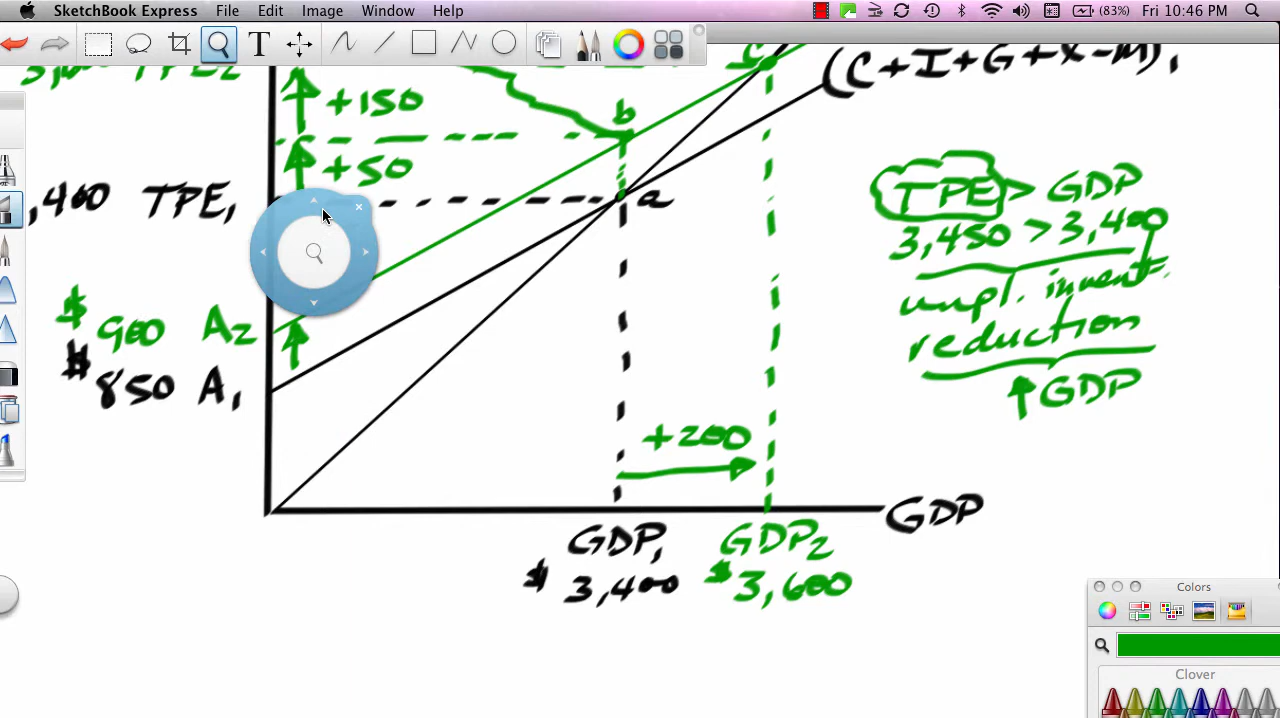 SketchBook Express File Edit Image Window Help (83%) Fri 10:46 PM
T
TPE2
c
(C+I+G+X-M)1
+150
b
+50
,400 TPE1
a
TPE > GDP
3,450 > 3,400
unpl. invent.
reduction
↑GDP
$900 A2
$850 A1
+200
GDP
GDP1 GDP2
$3,400 $3,600
Colors
Clover